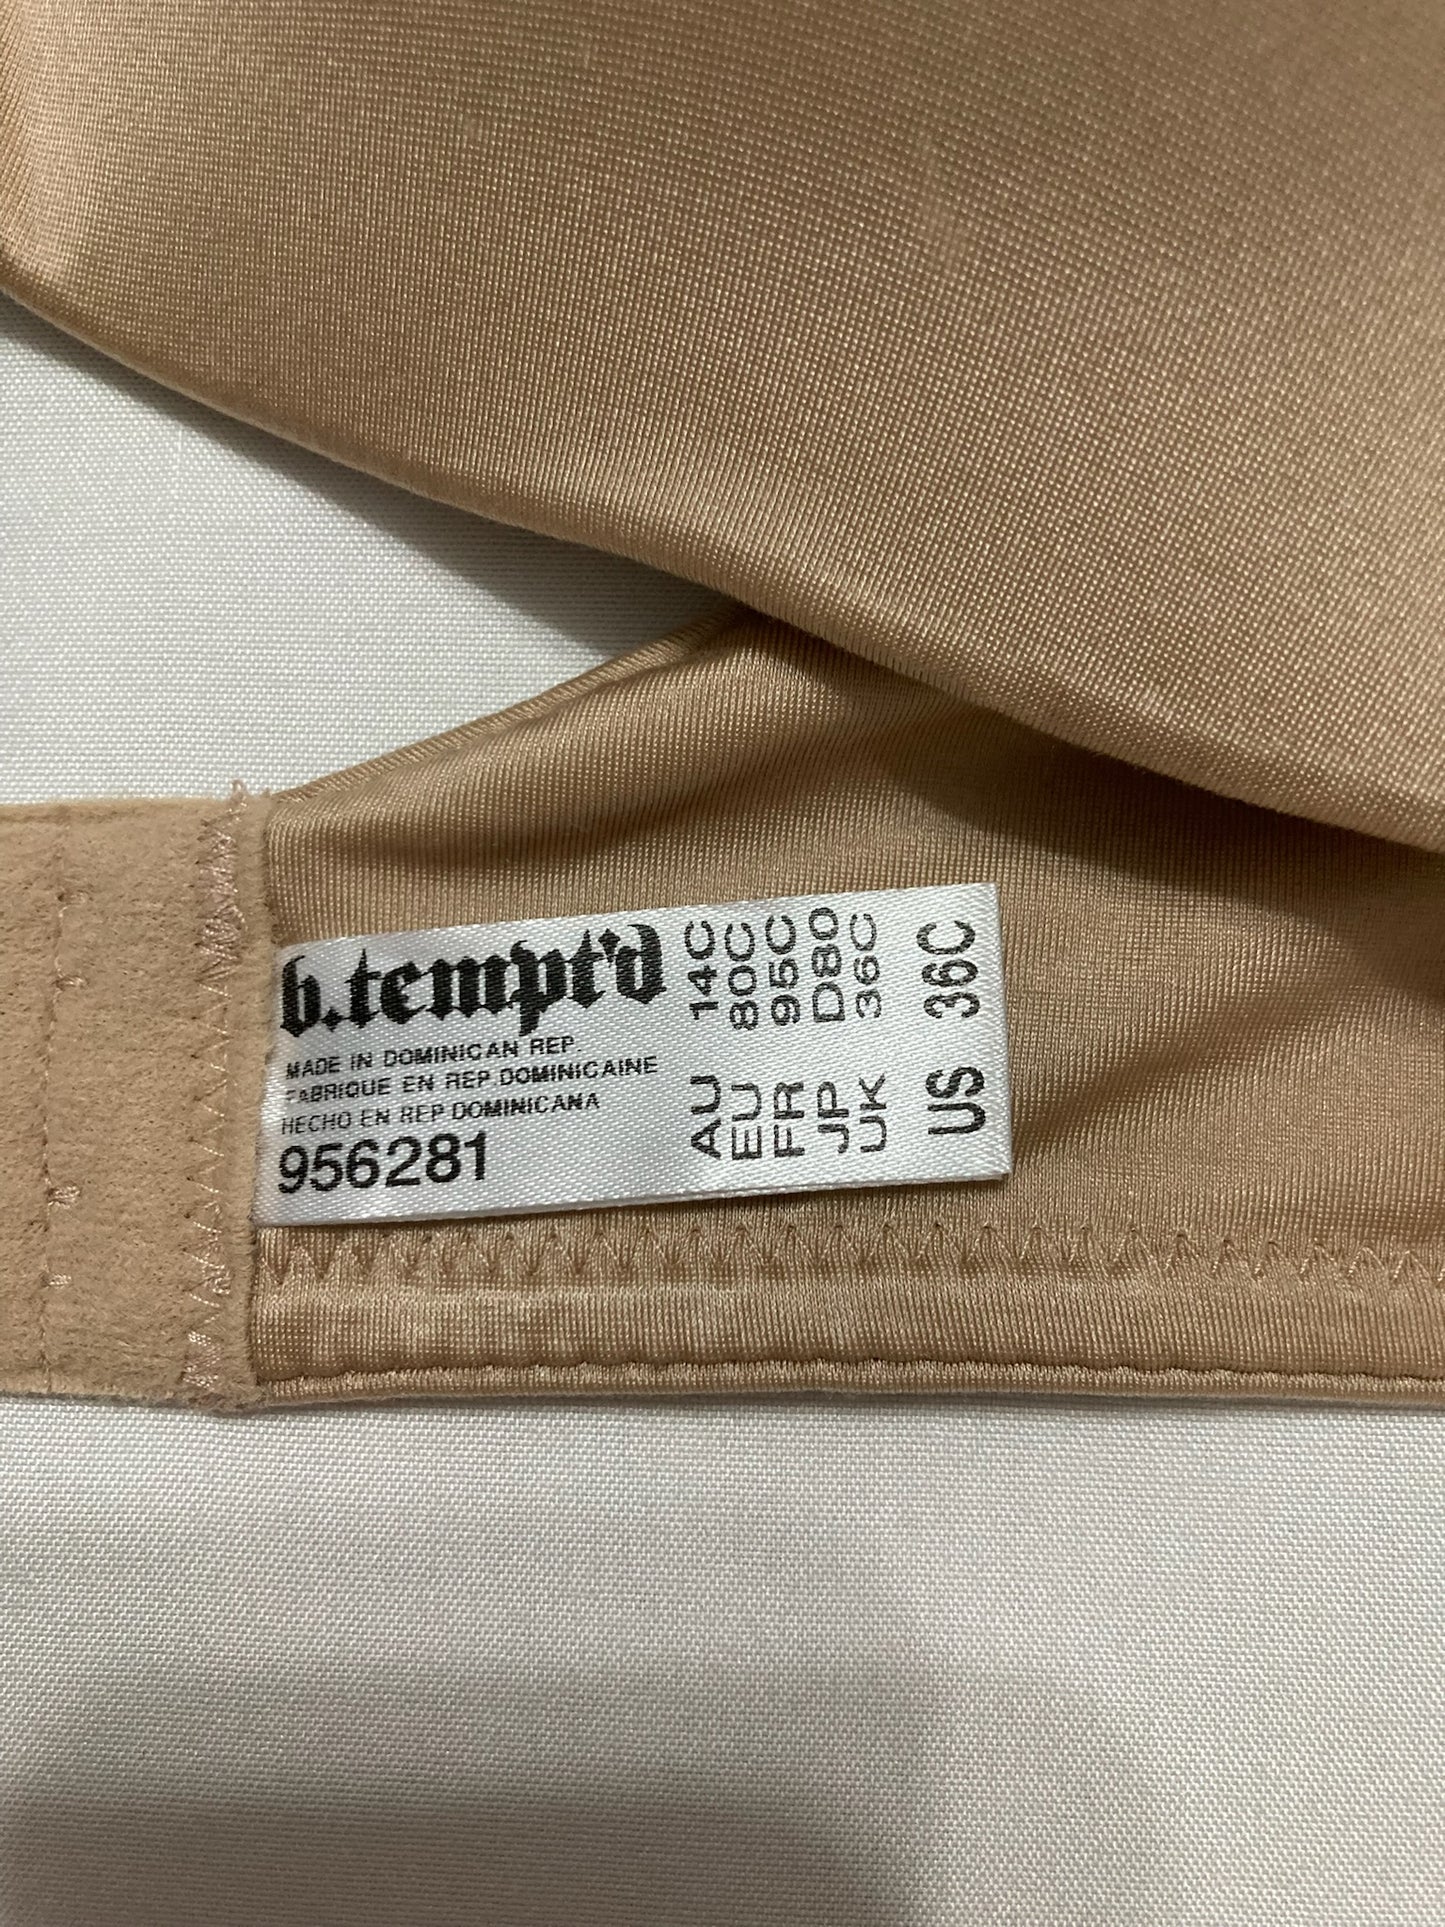 b.tempt'd
MADE IN DOMINICAN REP.
FABRIQUE EN REP.DOMINICAINE
HECHO EN REP.DOMINICANA
956281
AU 14C
EU 80C
FR 95C
JP D80
UK 36C
US 36C